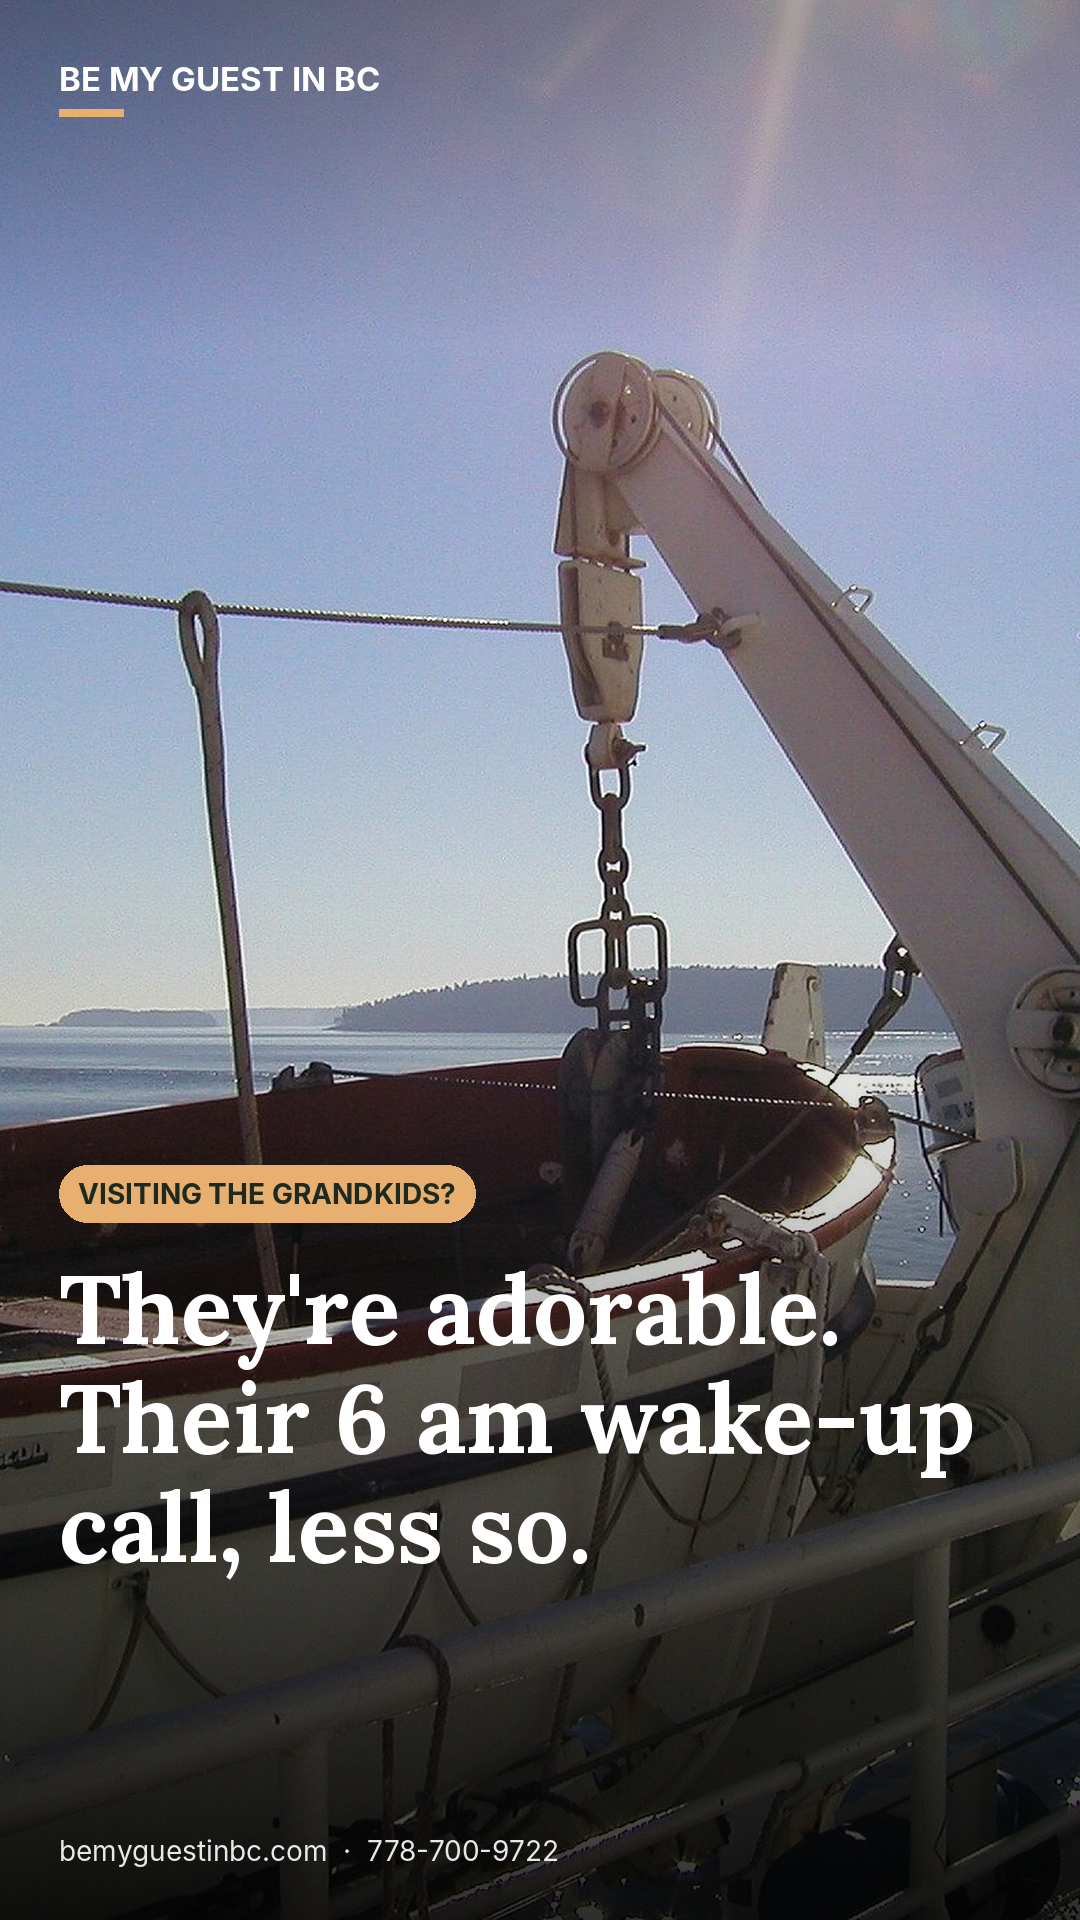 BE MY GUEST IN BC
VISITING THE GRANDKIDS?
They're adorable.
Their 6 am wake-up
call, less so.
bemyguestinbc.com · 778-700-9722